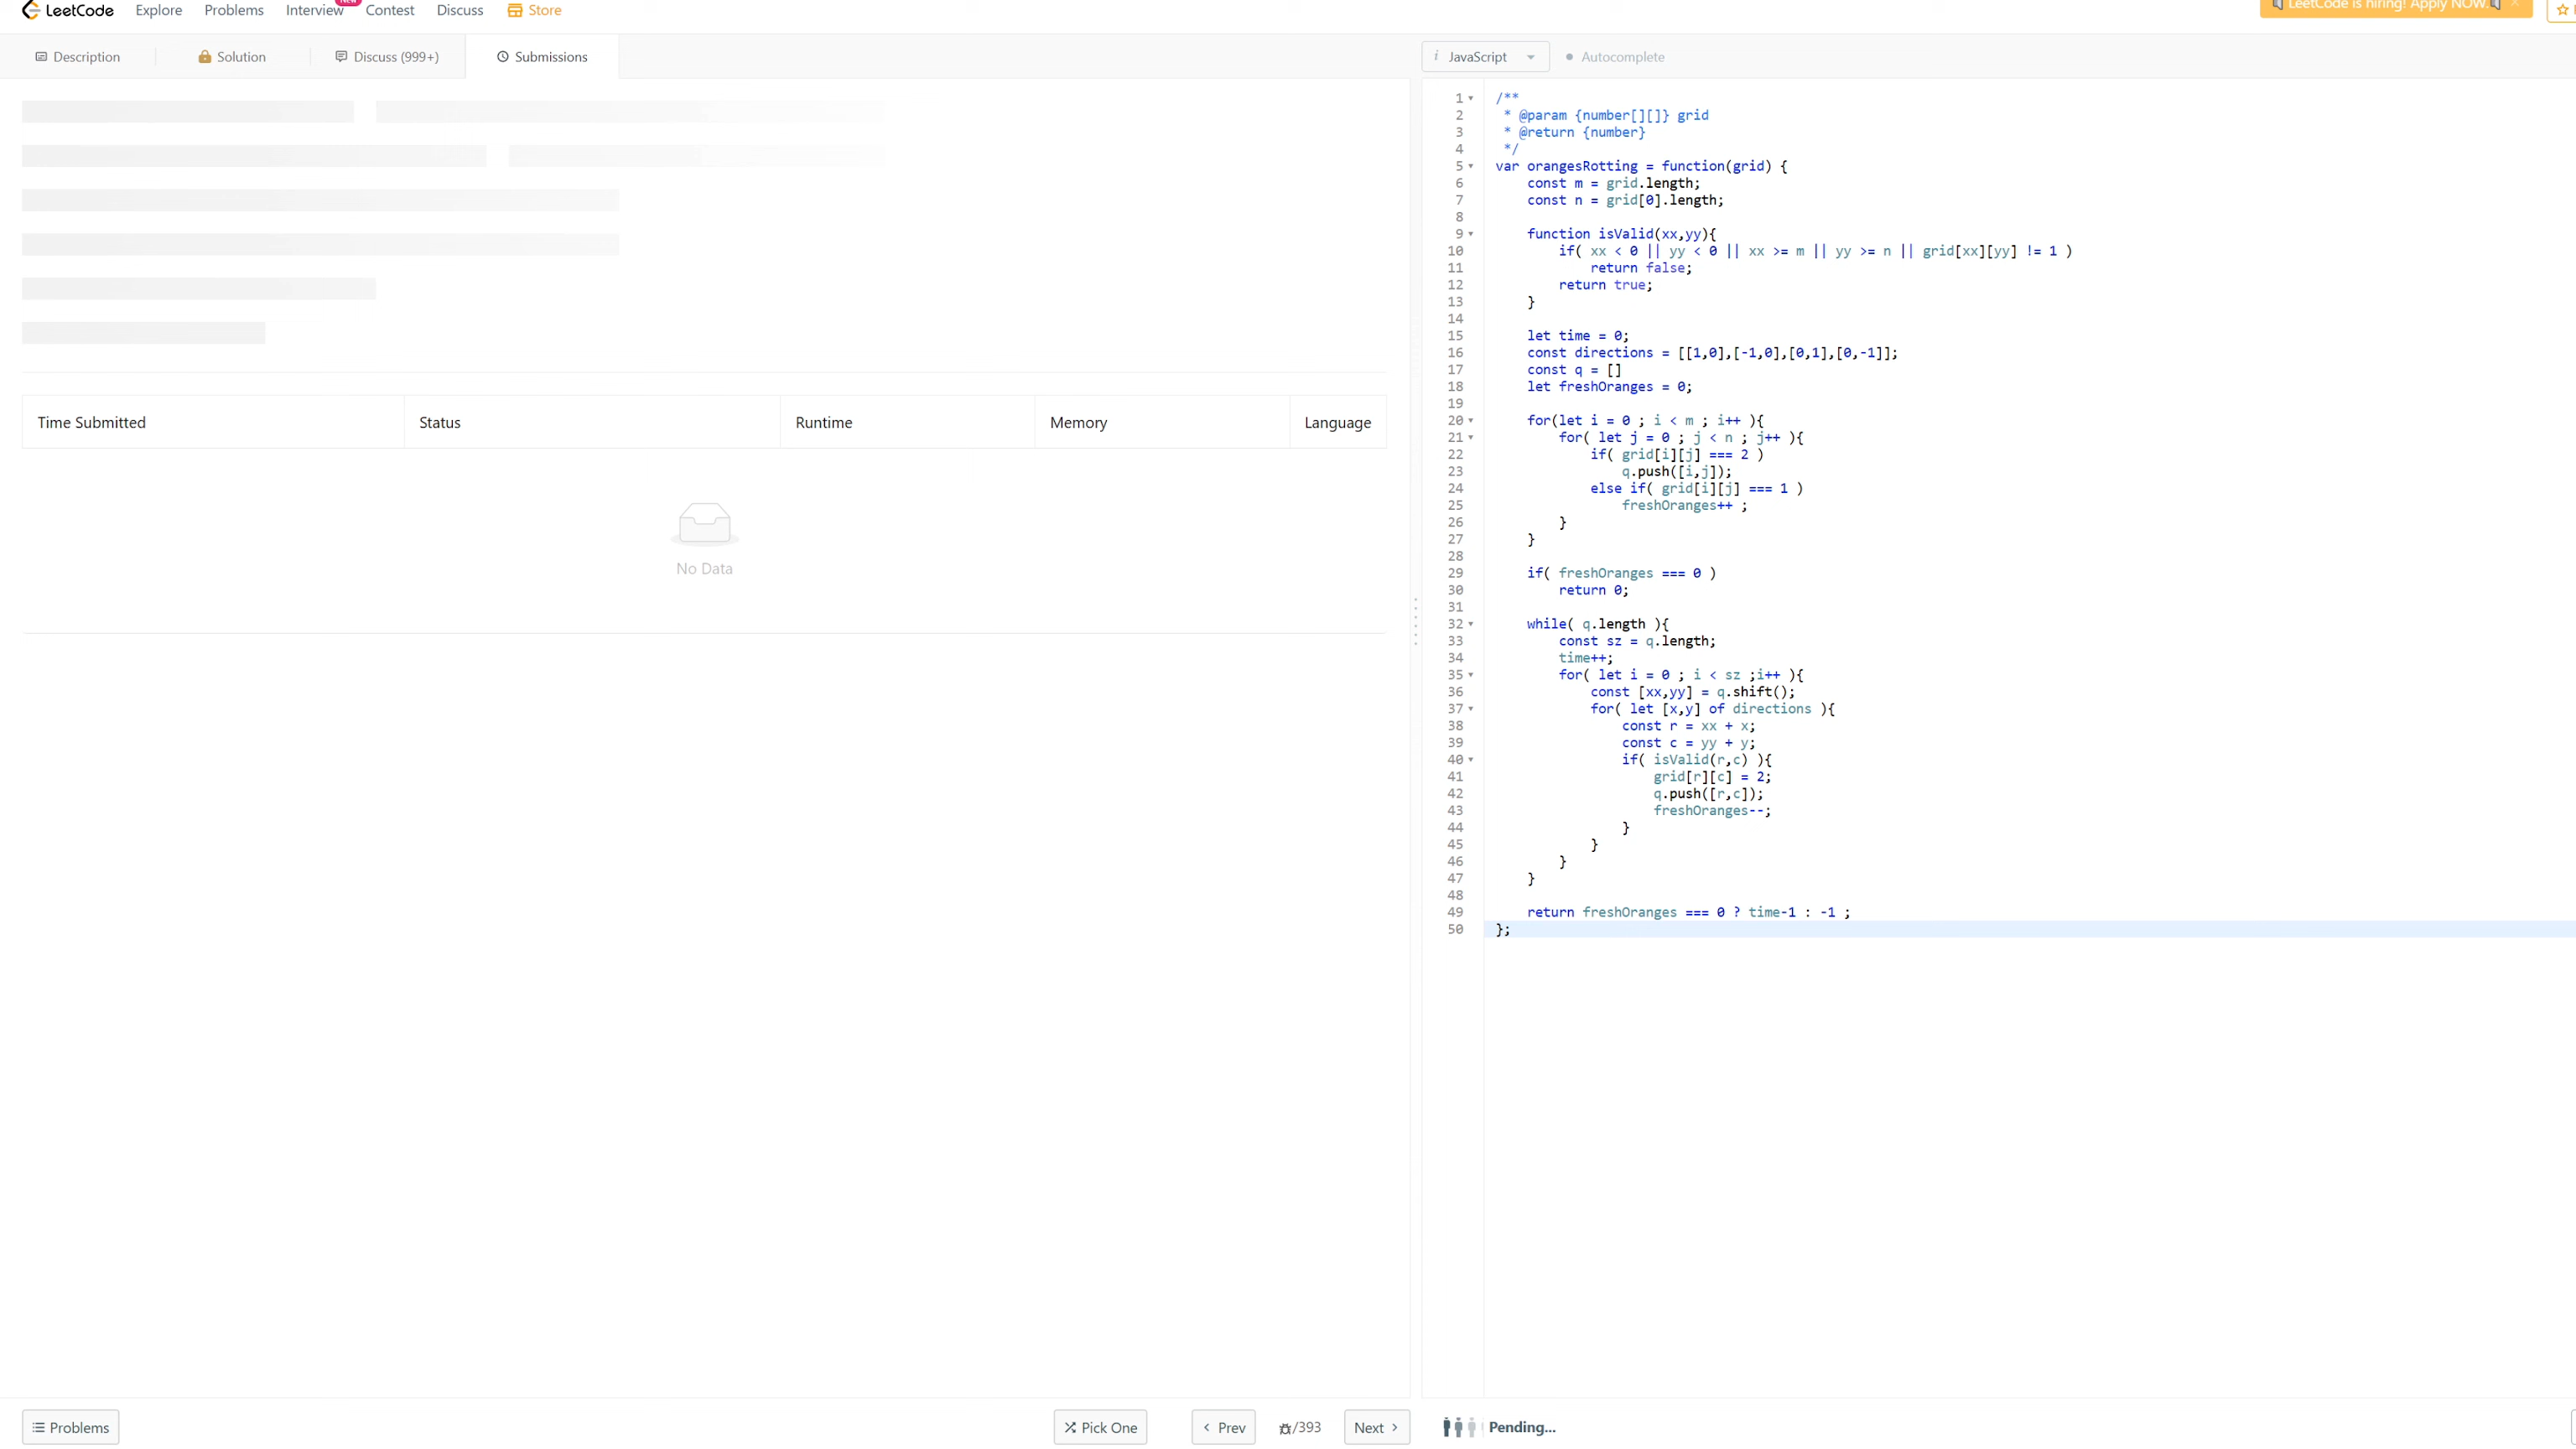 LeetCode Explore Problems Interview New Contest Discuss Store
LeetCode is hiring! Apply NOW.
Description Solution Discuss (999+) Submissions
i JavaScript Autocomplete
Time Submitted Status Runtime Memory Language
No Data
1 /**
2 * @param {number[][]} grid
3 * @return {number}
4 */
5 var orangesRotting = function(grid) {
6 const m = grid.length;
7 const n = grid[0].length;
8
9 function isValid(xx,yy){
10 if( xx < 0 || yy < 0 || xx >= m || yy >= n || grid[xx][yy] != 1 )
11 return false;
12 return true;
13 }
14
15 let time = 0;
16 const directions = [[1,0],[-1,0],[0,1],[0,-1]];
17 const q = []
18 let freshOranges = 0;
19
20 for(let i = 0 ; i < m ; i++ ){
21 for( let j = 0 ; j < n ; j++ ){
22 if( grid[i][j] === 2 )
23 q.push([i,j]);
24 else if( grid[i][j] === 1 )
25 freshOranges++ ;
26 }
27 }
28
29 if( freshOranges === 0 )
30 return 0;
31
32 while( q.length ){
33 const sz = q.length;
34 time++;
35 for( let i = 0 ; i < sz ;i++ ){
36 const [xx,yy] = q.shift();
37 for( let [x,y] of directions ){
38 const r = xx + x;
39 const c = yy + y;
40 if( isValid(r,c) ){
41 grid[r][c] = 2;
42 q.push([r,c]);
43 freshOranges--;
44 }
45 }
46 }
47 }
48
49 return freshOranges === 0 ? time-1 : -1 ;
50 };
Problems Pick One Prev /393 Next Pending...